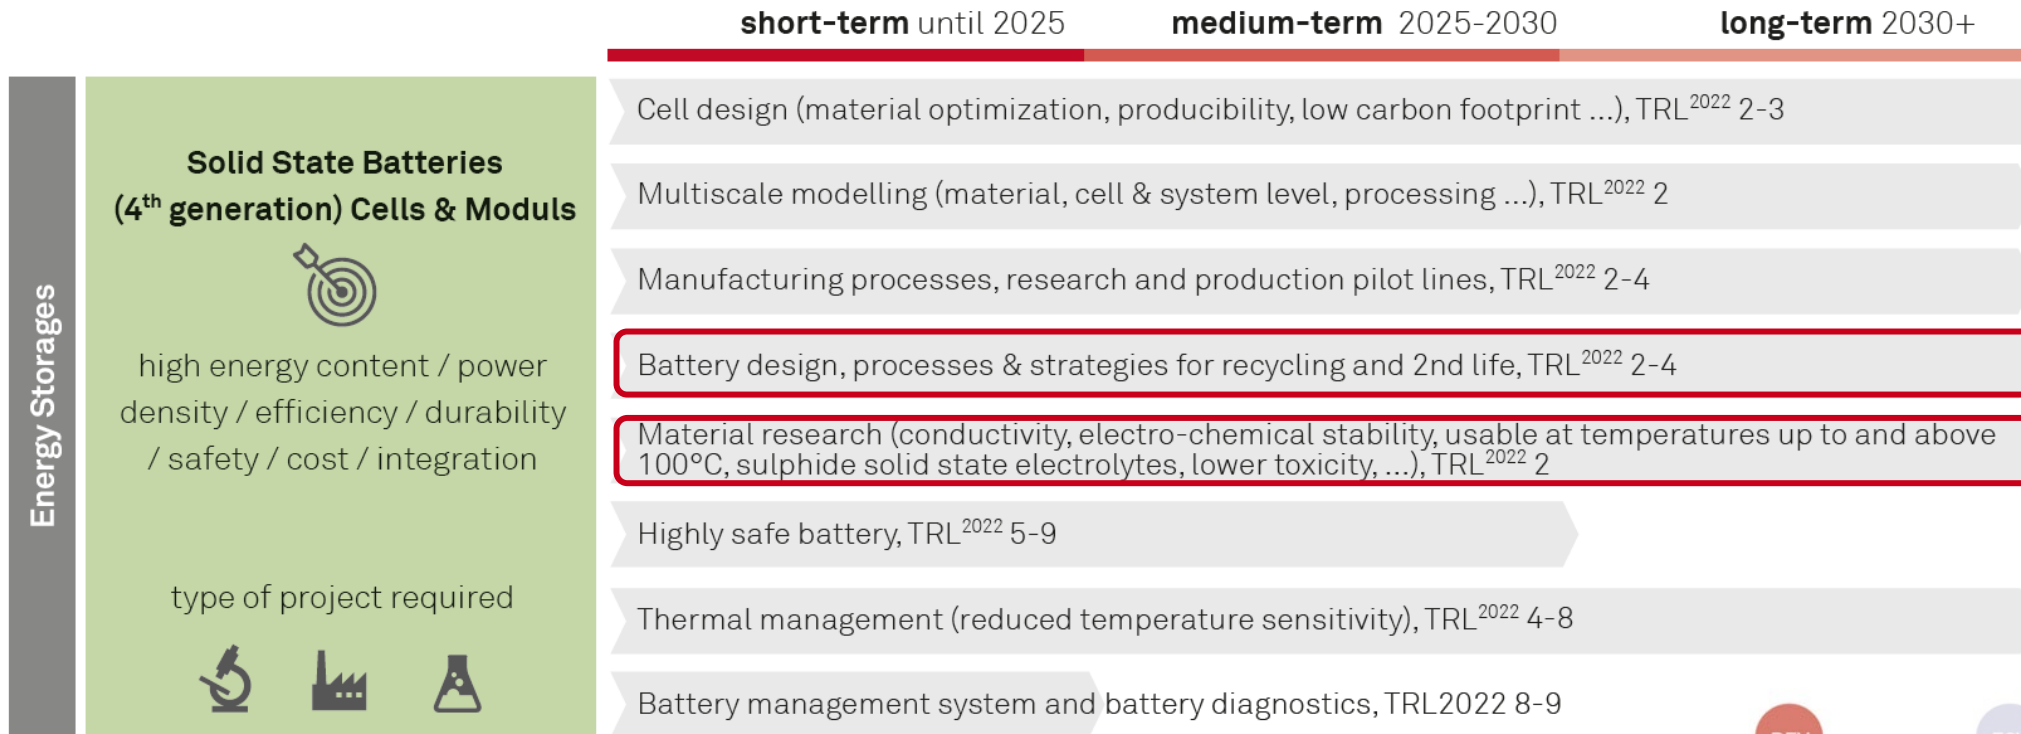 short-term until 2025 medium-term 2025-2030 long-term 2030+
Energy Storages
Solid State Batteries
(4th generation) Cells & Moduls
high energy content / power
density / efficiency / durability
/ safety / cost / integration
type of project required
Cell design (material optimization, producibility, low carbon footprint ...), TRL2022 2-3
Multiscale modelling (material, cell & system level, processing ...), TRL2022 2
Manufacturing processes, research and production pilot lines, TRL2022 2-4
Battery design, processes & strategies for recycling and 2nd life, TRL2022 2-4
Material research (conductivity, electro-chemical stability, usable at temperatures up to and above
100°C, sulphide solid state electrolytes, lower toxicity, ...), TRL2022 2
Highly safe battery, TRL2022 5-9
Thermal management (reduced temperature sensitivity), TRL2022 4-8
Battery management system and battery diagnostics, TRL2022 8-9